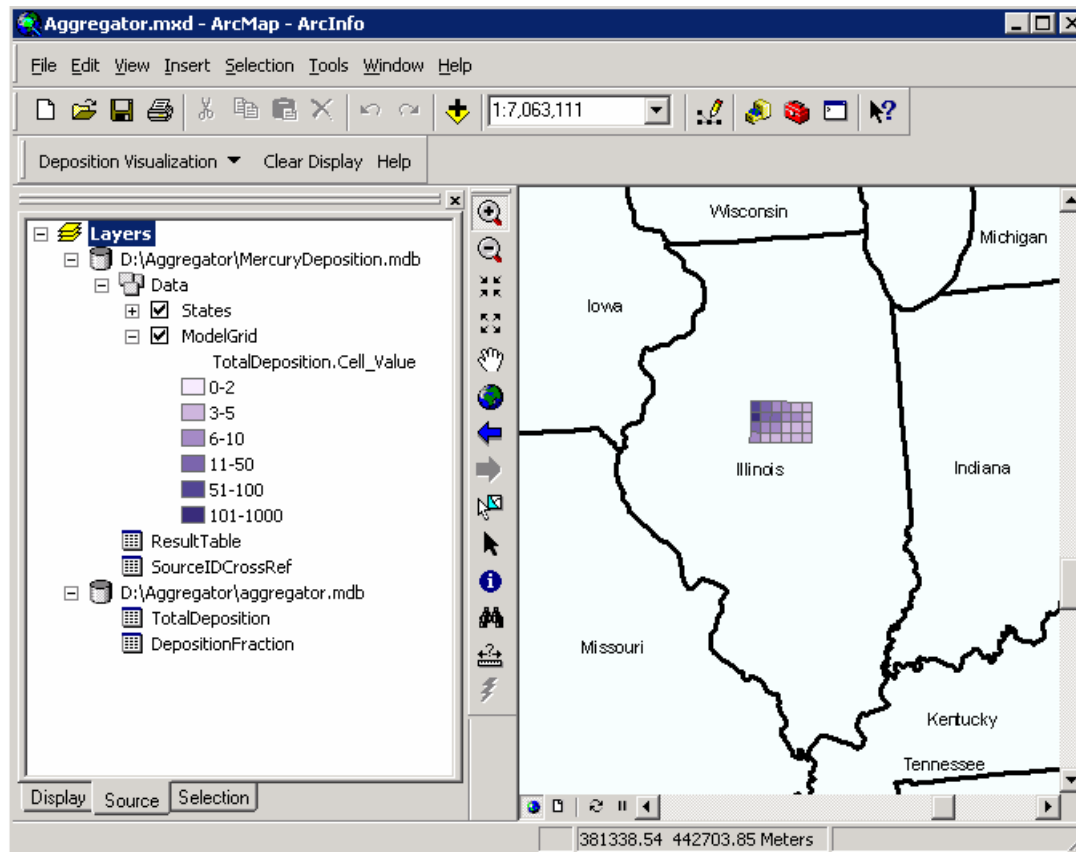 Aggregator.mxd - ArcMap - ArcInfo
File Edit View Insert Selection Tools Window Help
1:7,063,111
Deposition Visualization Clear Display Help
Layers
D:\Aggregator\MercuryDeposition.mdb
Data
States
ModelGrid
TotalDeposition.Cell_Value
0-2
3-5
6-10
11-50
51-100
101-1000
ResultTable
SourceIDCrossRef
D:\Aggregator\aggregator.mdb
TotalDeposition
DepositionFraction
Display Source Selection
Wisconsin
Michigan
Iowa
Illinois
Indiana
Missouri
Kentucky
Tennessee
381338.54 442703.85 Meters